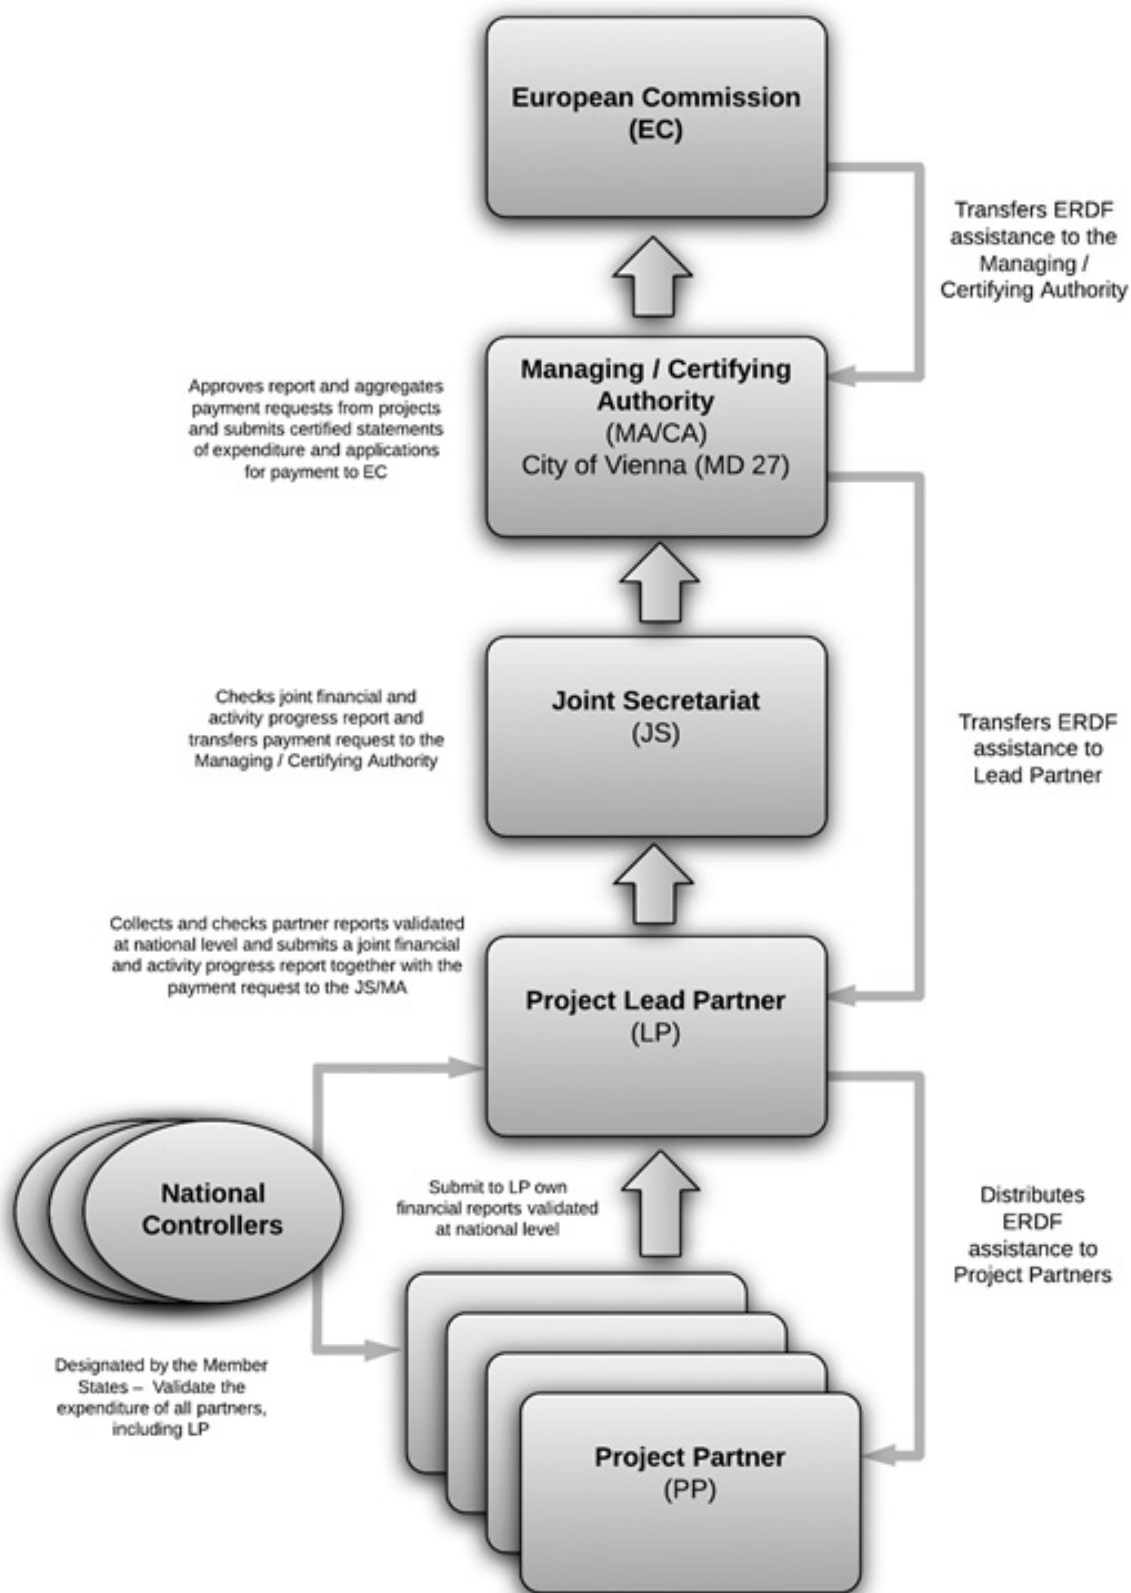 European Commission
(EC)
Transfers ERDF
assistance to the
Managing /
Certifying Authority
Managing / Certifying
Authority
(MA/CA)
City of Vienna (MD 27)
Approves report and aggregates
payment requests from projects
and submits certified statements
of expenditure and applications
for payment to EC
Joint Secretariat
(JS)
Checks joint financial and
activity progress report and
transfers payment request to the
Managing / Certifying Authority
Transfers ERDF
assistance to
Lead Partner
Collects and checks partner reports validated
at national level and submits a joint financial
and activity progress report together with the
payment request to the JS/MA
Project Lead Partner
(LP)
National
Controllers
Submit to LP own
financial reports validated
at national level
Distributes
ERDF
assistance to
Project Partners
Designated by the Member
States – Validate the
expenditure of all partners,
including LP
Project Partner
(PP)